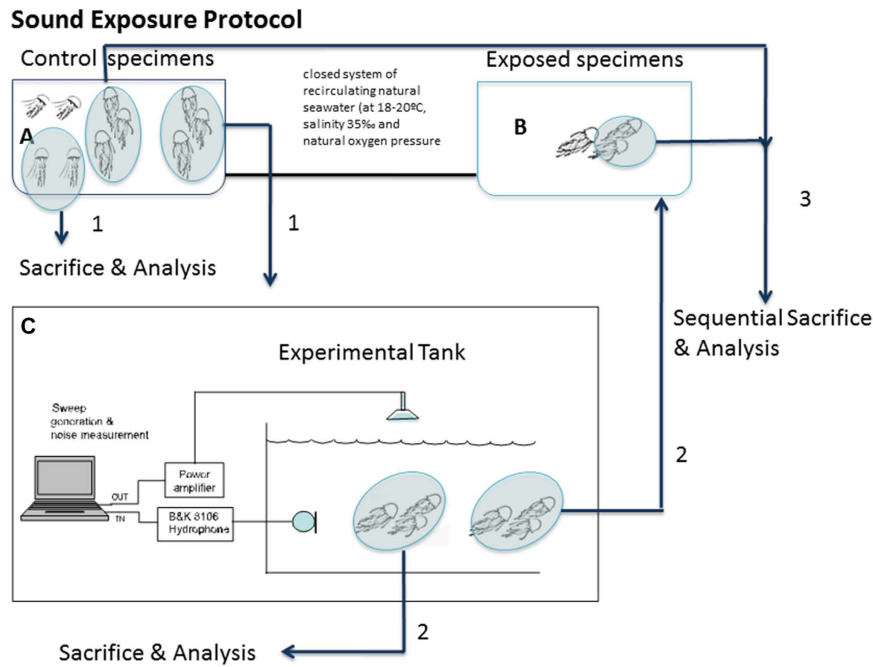 Sound Exposure Protocol
Control specimens
Exposed specimens
closed system of
recirculating natural
seawater (at 18-20ºC,
salinity 35‰ and
natural oxygen pressure
A
B
1
1
3
Sacrifice & Analysis
Sequential Sacrifice
& Analysis
C
Experimental Tank
Sweep
generation &
noise measurement
Power
amplifier
OUT
IN
B&K 8106
Hydrophone
2
2
Sacrifice & Analysis